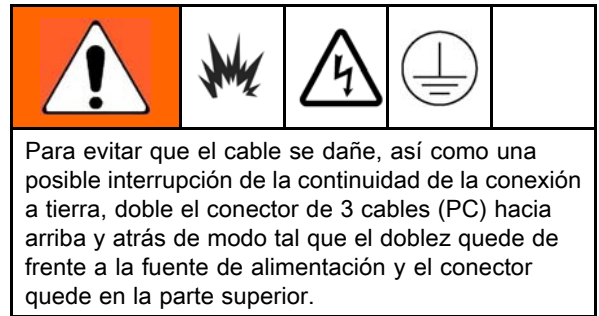 Para evitar que el cable se dañe, así como una
posible interrupción de la continuidad de la conexión
a tierra, doble el conector de 3 cables (PC) hacia
arriba y atrás de modo tal que el doblez quede de
frente a la fuente de alimentación y el conector
quede en la parte superior.